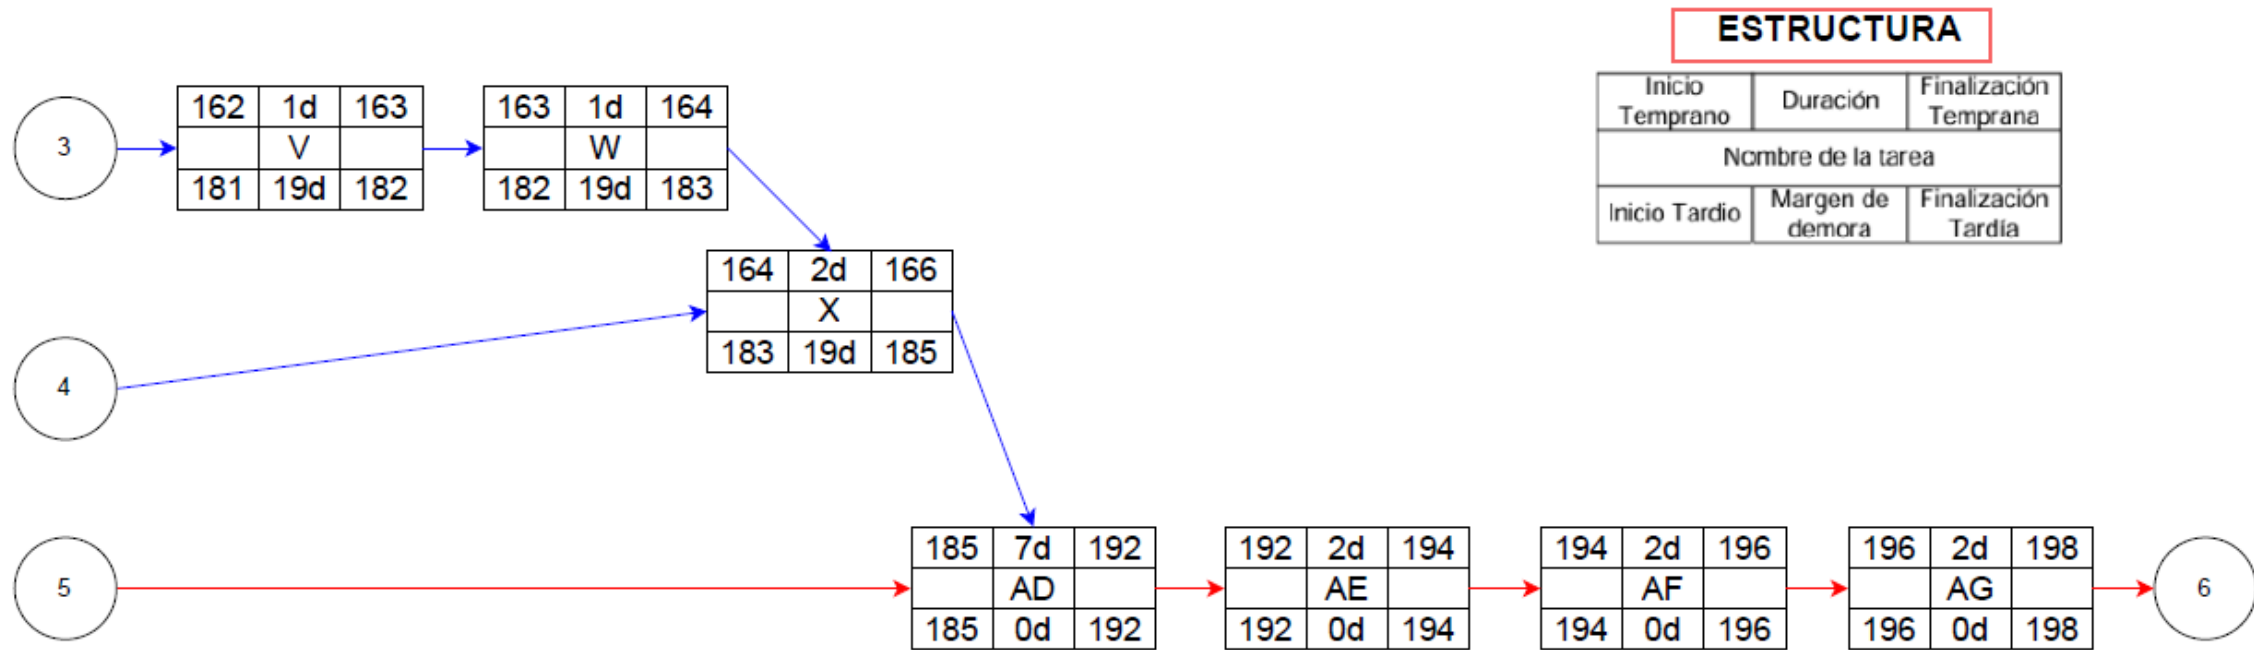 ESTRUCTURA
Inicio Temprano Duración Finalización Temprana
Nombre de la tarea
Inicio Tardio Margen de demora Finalización Tardía
3
162 1d 163
V
181 19d 182
163 1d 164
W
182 19d 183
164 2d 166
X
183 19d 185
4
5
185 7d 192
AD
185 0d 192
192 2d 194
AE
192 0d 194
194 2d 196
AF
194 0d 196
196 2d 198
AG
196 0d 198
6